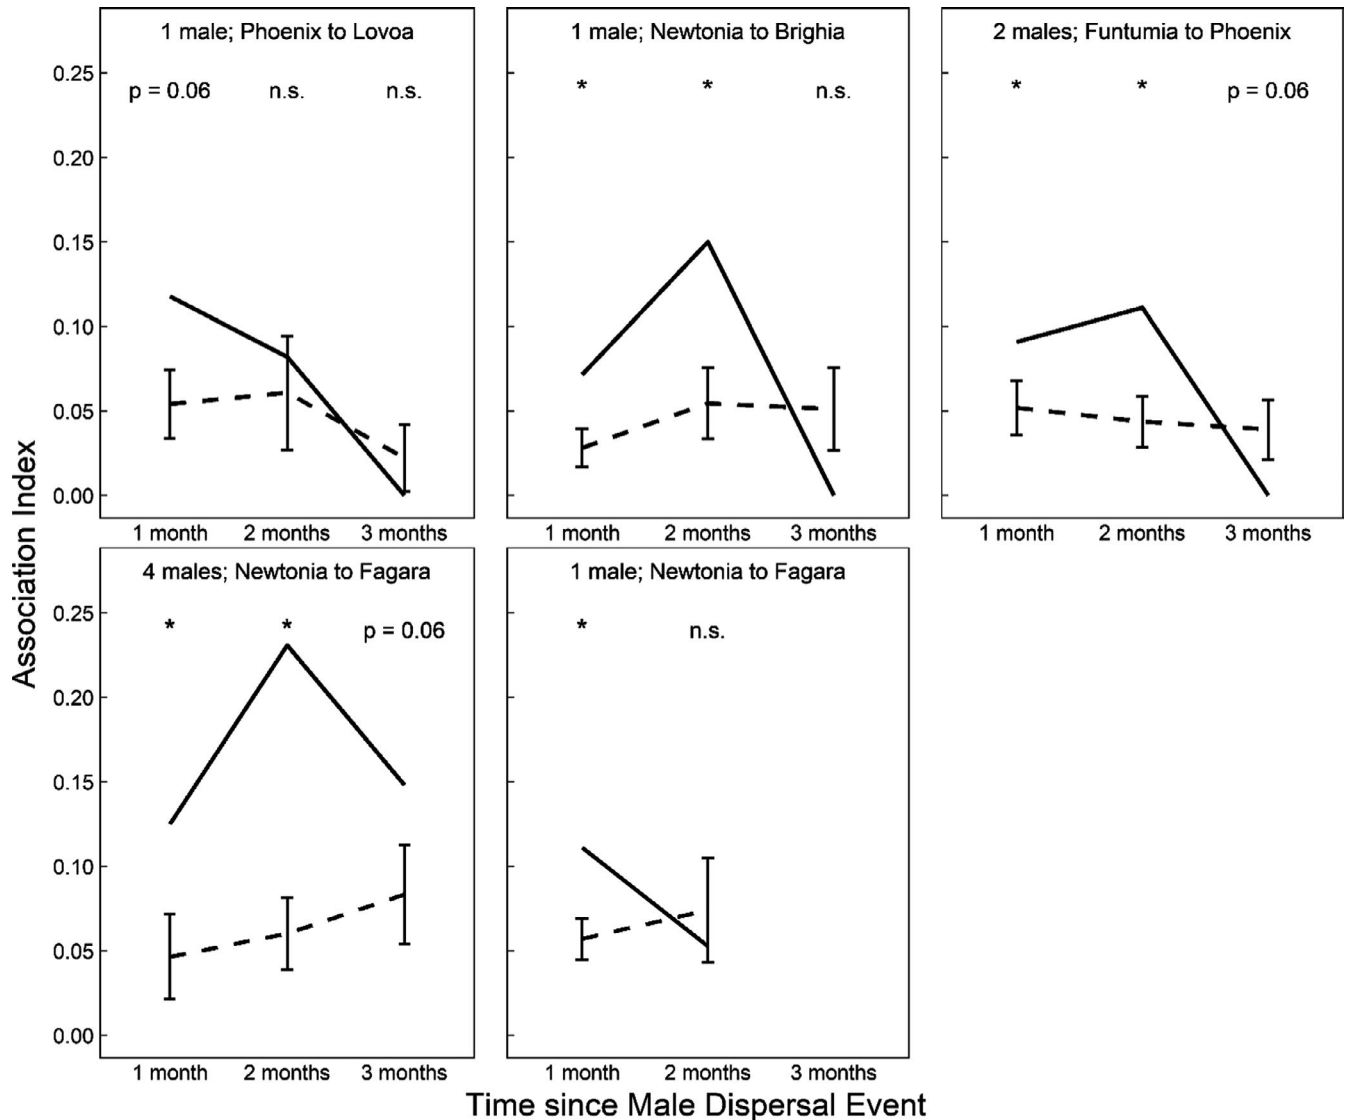 1 male; Phoenix to Lovoa
1 male; Newtonia to Brighia
2 males; Funtumia to Phoenix
0.25
0.20
0.15
0.10
0.05
0.00
p = 0.06 n.s. n.s.
* * n.s.
* * p = 0.06
1 month 2 months 3 months
1 month 2 months 3 months
1 month 2 months 3 months
Association Index
4 males; Newtonia to Fagara
1 male; Newtonia to Fagara
0.25
0.20
0.15
0.10
0.05
0.00
* * p = 0.06
* n.s.
1 month 2 months 3 months
1 month 2 months 3 months
Time since Male Dispersal Event